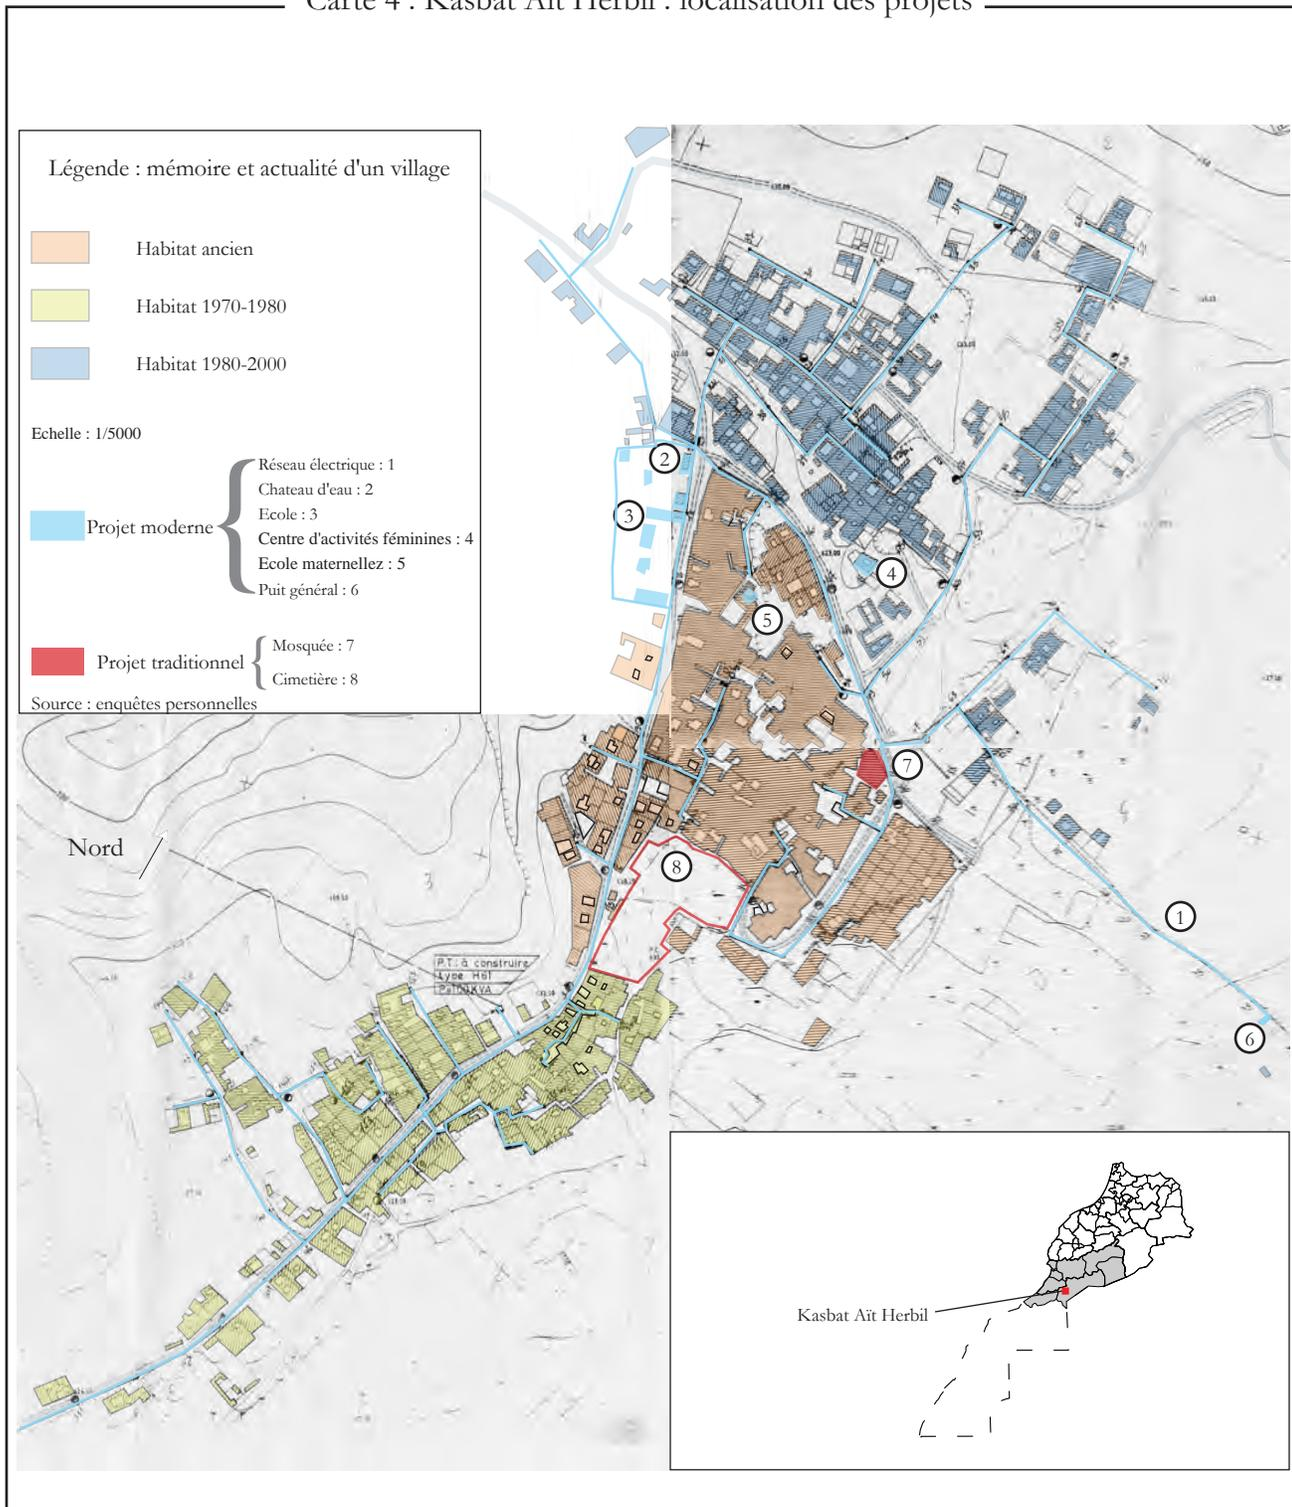 Carte 4 : Kasbat Aït Herbil : localisation des projets
Légende : mémoire et actualité d'un village
Habitat ancien
Habitat 1970-1980
Habitat 1980-2000
Echelle : 1/5000
Projet moderne
Réseau électrique : 1
Chateau d'eau : 2
Ecole : 3
Centre d'activités féminines : 4
Ecole maternellez : 5
Puit général : 6
Projet traditionnel
Mosquée : 7
Cimetière : 8
Source : enquêtes personnelles
2
3
4
5
7
8
Nord
1
6
P.T. à construire
type H61
Kasbat Aït Herbil